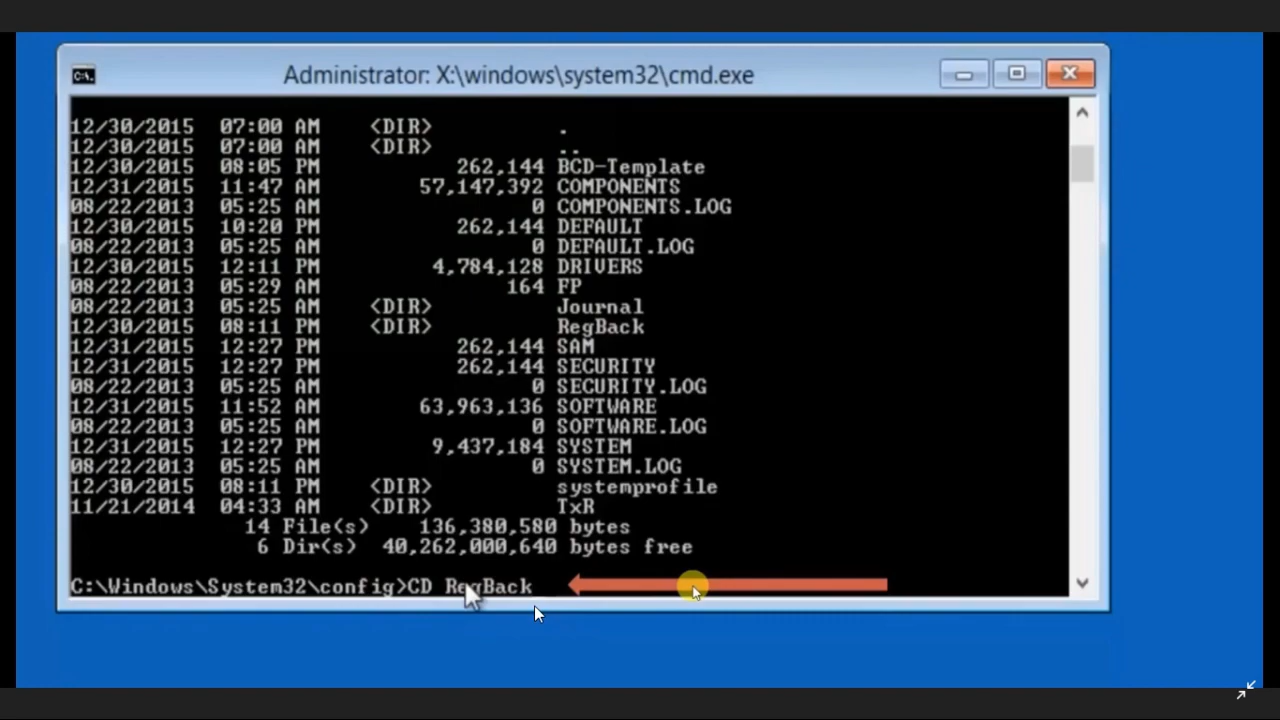 Administrator: X:\windows\system32\cmd.exe
12/30/2015  07:00 AM    <DIR>          .
12/30/2015  07:00 AM    <DIR>          ..
12/30/2015  08:05 PM           262,144 BCD-Template
12/31/2015  11:47 AM        57,147,392 COMPONENTS
08/22/2013  05:25 AM                 0 COMPONENTS.LOG
12/30/2015  10:20 PM           262,144 DEFAULT
08/22/2013  05:25 AM                 0 DEFAULT.LOG
12/30/2015  12:11 PM         4,784,128 DRIVERS
08/22/2013  05:29 AM               164 FP
08/22/2013  05:25 AM    <DIR>          Journal
12/30/2015  08:11 PM    <DIR>          RegBack
12/31/2015  12:27 PM           262,144 SAM
12/31/2015  12:27 PM           262,144 SECURITY
08/22/2013  05:25 AM                 0 SECURITY.LOG
12/31/2015  11:52 AM        63,963,136 SOFTWARE
08/22/2013  05:25 AM                 0 SOFTWARE.LOG
12/31/2015  12:27 PM         9,437,184 SYSTEM
08/22/2013  05:25 AM                 0 SYSTEM.LOG
12/30/2015  08:11 PM    <DIR>          systemprofile
11/21/2014  04:33 AM    <DIR>          TxR
14 File(s)    136,380,580 bytes
6 Dir(s)  40,262,000,640 bytes free
C:\Windows\System32\config>CD RegBack